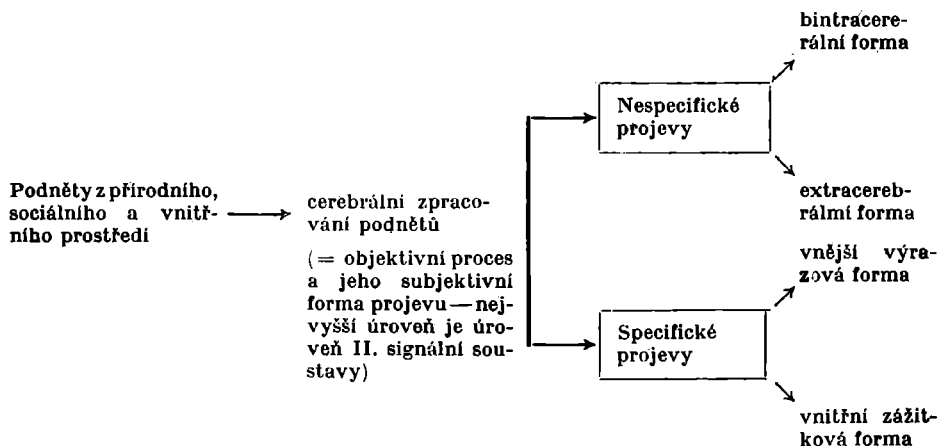 Podněty z přírodního,
sociálního a vnitř-
ního prostředí
cerebrální zpraco-
vání podnětů
(= objektivní proces
a jeho subjektivní
forma projevu—nej-
vyšší úroveň je úro-
veň II. signální sou-
stavy)
Nespecifické
projevy
bintracere-
rální forma
extracereb-
rálmí forma
Specifické
projevy
vnější výra-
zová forma
vnitřní zážit-
ková forma